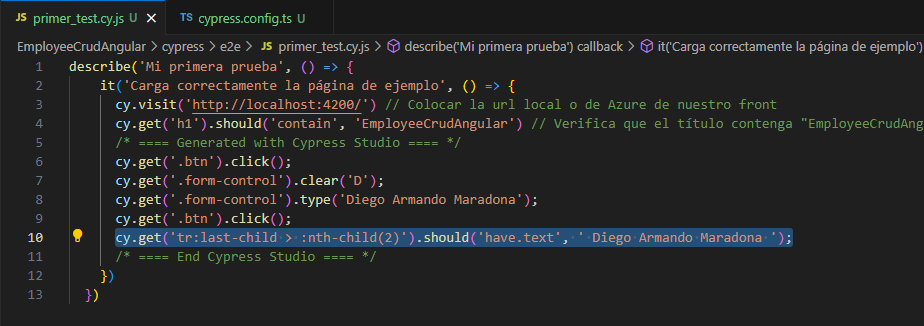 JS primer_test.cy.js U TS cypress.config.ts U
EmployeeCrudAngular > cypress > e2e > JS primer_test.cy.js > describe('Mi primera prueba') callback > it('Carga correctamente la página de ejemplo')
1 describe('Mi primera prueba', () => {
2 it('Carga correctamente la página de ejemplo', () => {
3 cy.visit('http://localhost:4200/') // Colocar la url local o de Azure de nuestro front
4 cy.get('h1').should('contain', 'EmployeeCrudAngular') // Verifica que el título contenga "EmployeeCrudAng
5 /* ==== Generated with Cypress Studio ==== */
6 cy.get('.btn').click();
7 cy.get('.form-control').clear('D');
8 cy.get('.form-control').type('Diego Armando Maradona');
9 cy.get('.btn').click();
10 cy.get('tr:last-child > :nth-child(2)').should('have.text', ' Diego Armando Maradona ');
11 /* ==== End Cypress Studio ==== */
12 })
13 })